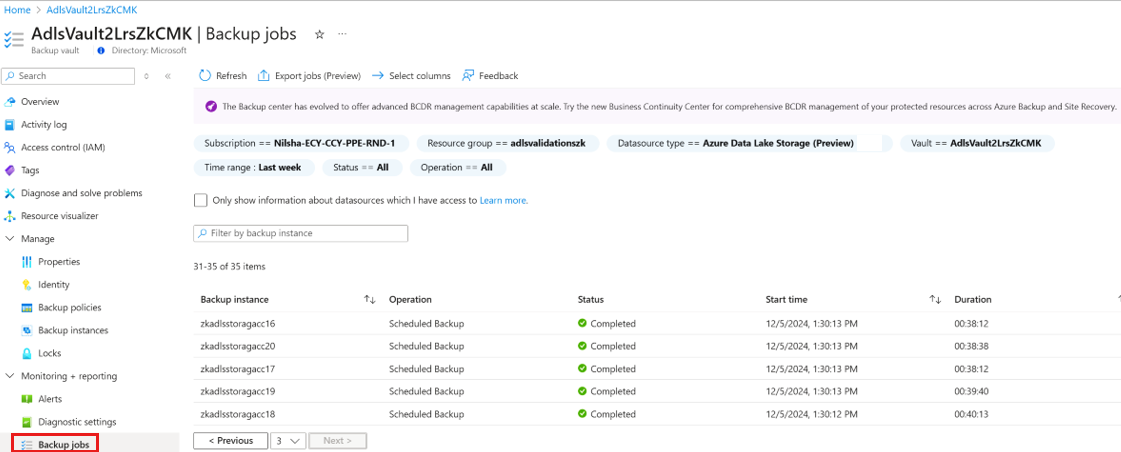 Home > AdlsVault2LrsZkCMK
AdlsVault2LrsZkCMK | Backup jobs
Backup vault Directory: Microsoft
Search
Overview
Activity log
Access control (IAM)
Tags
Diagnose and solve problems
Resource visualizer
Manage
Properties
Identity
Backup policies
Backup instances
Locks
Monitoring + reporting
Alerts
Diagnostic settings
Backup jobs
Refresh Export jobs (Preview) Select columns Feedback
The Backup center has evolved to offer advanced BCDR management capabilities at scale. Try the new Business Continuity Center for comprehensive BCDR management of your protected resources across Azure Backup and Site Recovery.
Subscription == Nilsha-ECY-CCY-PPE-RND-1 Resource group == adlsvalidationszk Datasource type == Azure Data Lake Storage (Preview) Vault == AdlsVault2LrsZkCMK
Time range : Last week Status == All Operation == All
Only show information about datasources which I have access to Learn more.
Filter by backup instance
31-35 of 35 items
Backup instance Operation Status Start time Duration
zkadlsstoragacc16 Scheduled Backup Completed 12/5/2024, 1:30:13 PM 00:38:12
zkadlsstoragacc20 Scheduled Backup Completed 12/5/2024, 1:30:13 PM 00:38:38
zkadlsstoragacc17 Scheduled Backup Completed 12/5/2024, 1:30:13 PM 00:38:12
zkadlsstoragacc19 Scheduled Backup Completed 12/5/2024, 1:30:13 PM 00:39:40
zkadlsstoragacc18 Scheduled Backup Completed 12/5/2024, 1:30:12 PM 00:40:13
< Previous 3 Next >